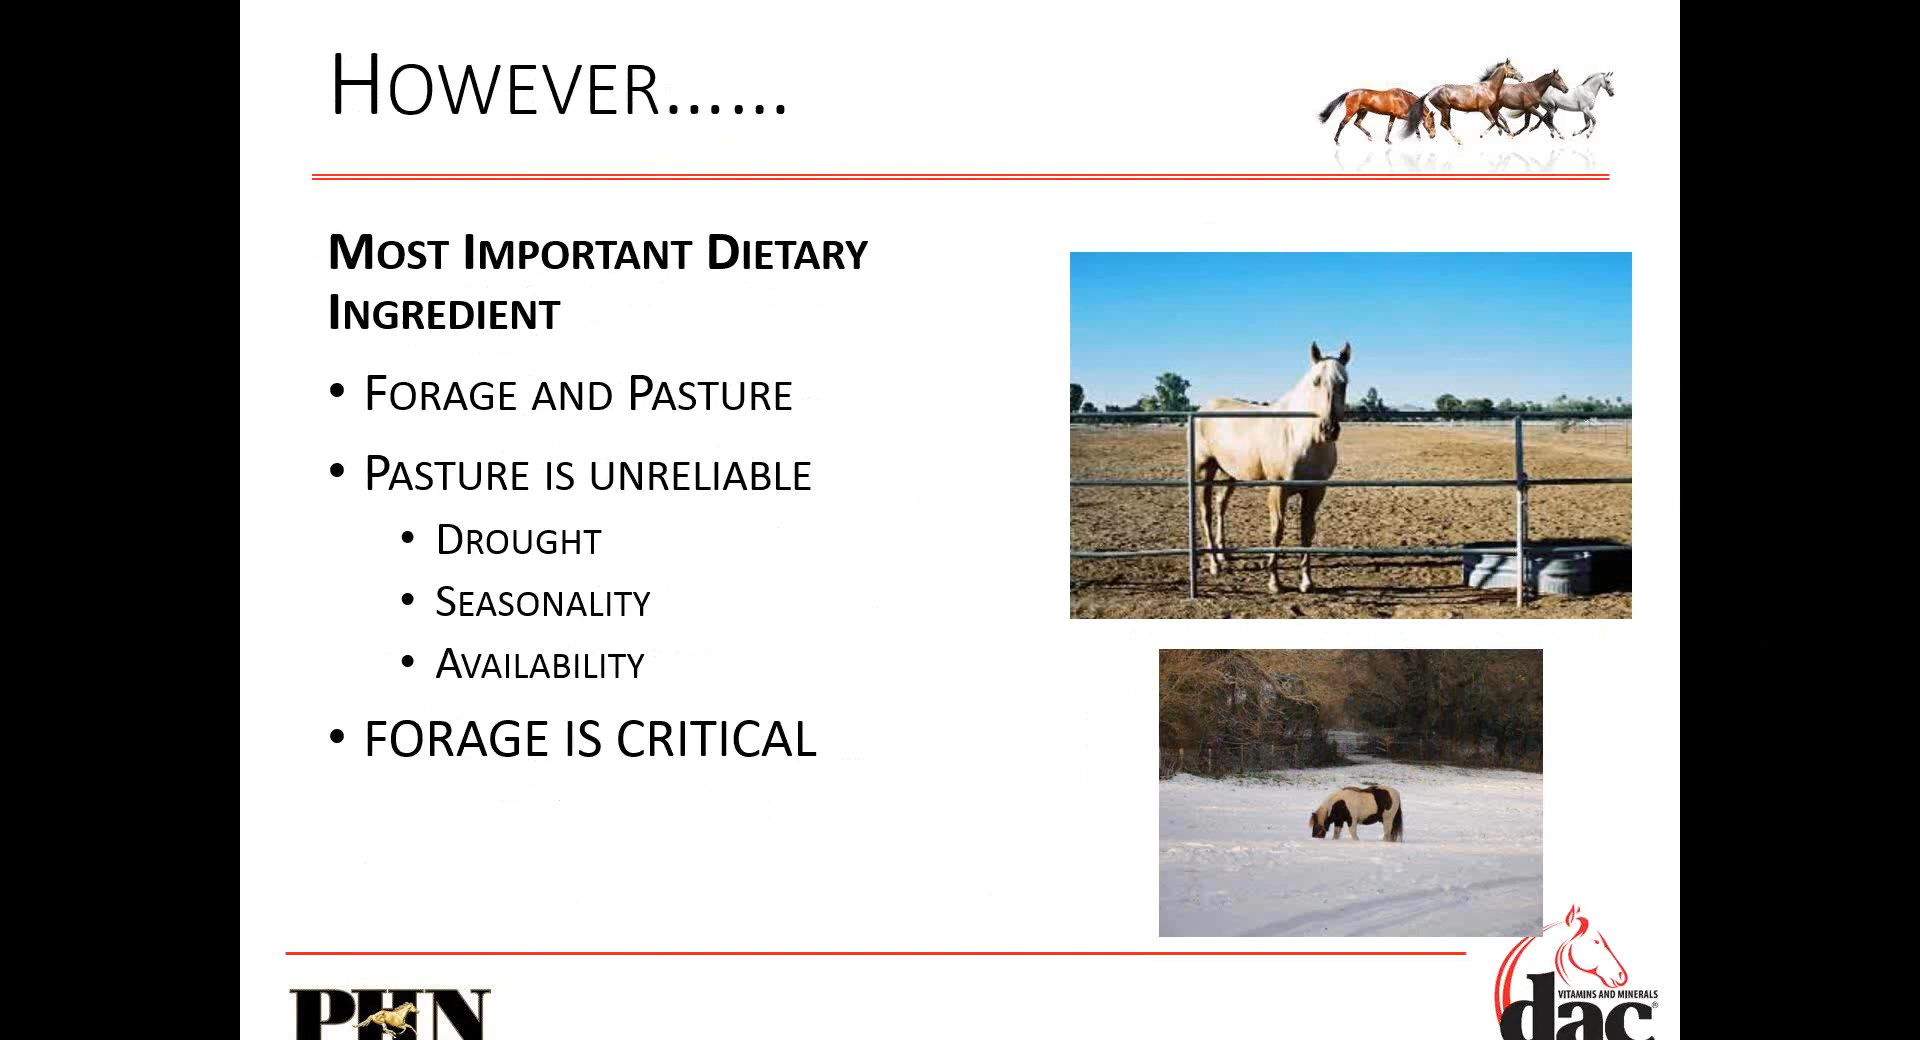 HOWEVER......
MOST IMPORTANT DIETARY
INGREDIENT
• FORAGE AND PASTURE
• PASTURE IS UNRELIABLE
• DROUGHT
• SEASONALITY
• AVAILABILITY
• FORAGE IS CRITICAL
PHN
VITAMINS AND MINERALS
dac®